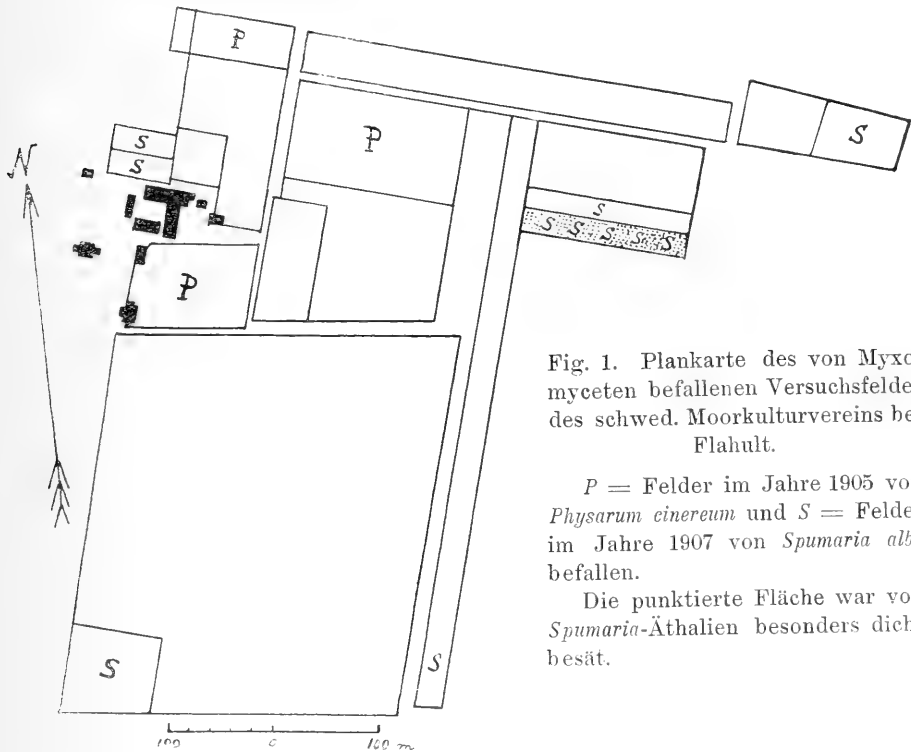 P
S
P
S
S
N
S
S S S S S
P
Fig. 1. Plankarte des von Myxo
myceten befallenen Versuchsfelde
des schwed. Moorkulturvereins be
Flahult.
P = Felder im Jahre 1905 vo
Physarum cinereum und S = Felde
im Jahre 1907 von Spumaria alb
befallen.
Die punktierte Fläche war vo
Spumaria-Äthalien besonders dich
besät.
S
S
100 0 100 m